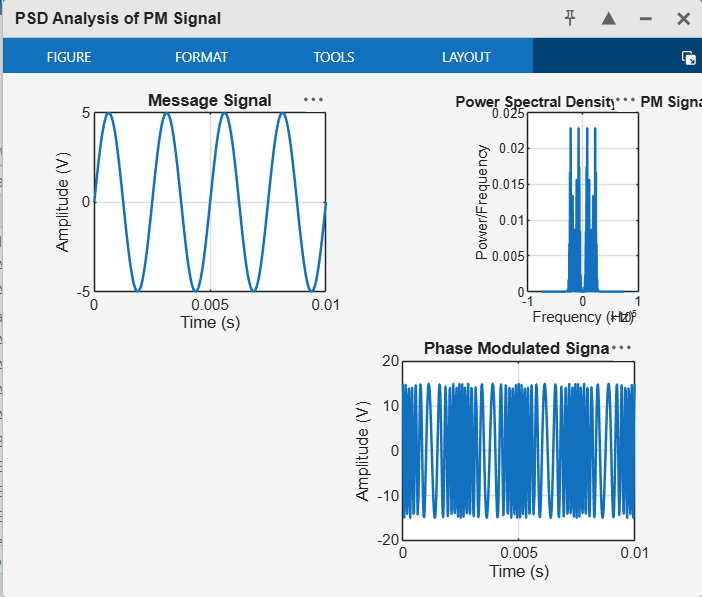 PSD Analysis of PM Signal
FIGURE FORMAT TOOLS LAYOUT
Message Signal
5
0
-5
Amplitude (V)
0 0.005 0.01
Time (s)
Power Spectral Density PM Signa
0.025
0.02
0.015
0.01
0.005
0
Power/Frequency
-1 0 1
Frequency
Phase Modulated Signa
20
10
0
-10
-20
Amplitude (V)
0 0.005 0.01
Time (s)